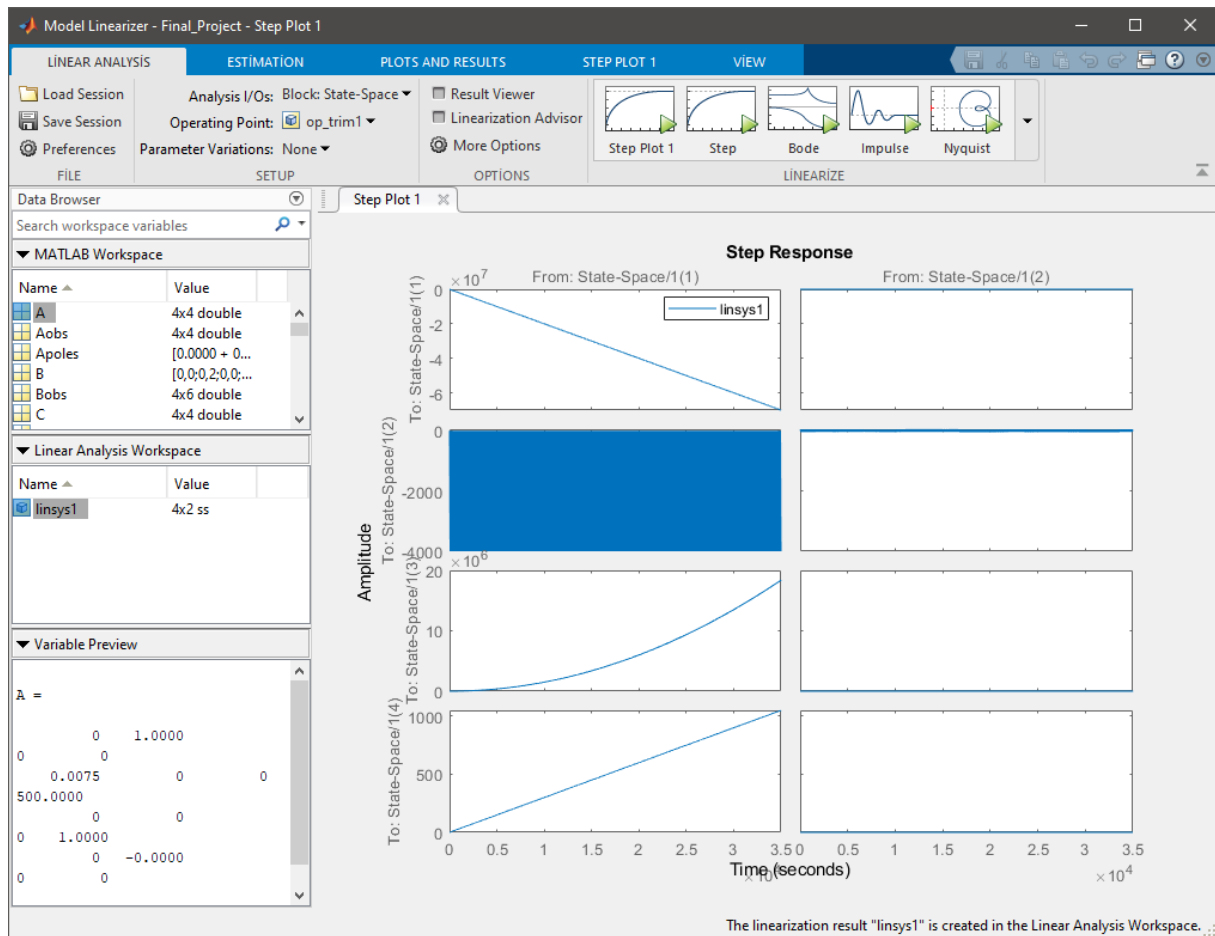 Model Linearizer - Final_Project - Step Plot 1
LİNEAR ANALYSİS ESTİMATİON PLOTS AND RESULTS STEP PLOT 1 VİEW
Load Session
Save Session
Preferences
FİLE
Analysis I/Os: Block: State-Space
Operating Point: op_trim1
Parameter Variations: None
SETUP
Result Viewer
Linearization Advisor
More Options
OPTİONS
Step Plot 1 Step Bode Impulse Nyquist
LİNEARİZE
Data Browser
Search workspace variables
MATLAB Workspace
Name Value
A 4x4 double
Aobs 4x4 double
Apoles [0.0000 + 0...
B [0,0;0,2;0,0;...
Bobs 4x6 double
C 4x4 double
Linear Analysis Workspace
Name Value
linsys1 4x2 ss
Variable Preview
A =
0 1.0000
0 0
0.0075 0 0
500.0000
0 0
0 1.0000
0 -0.0000
0 0
Step Plot 1
Step Response
From: State-Space/1(1) From: State-Space/1(2)
× 10^7
linsys1
0
-2
-4
-6
To: State-Space/1(1)
0
-2000
-4000
To: State-Space/1(2)
× 10^6
20
10
0
To: State-Space/1(3)
1000
500
0
To: State-Space/1(4)
Amplitude
0 0.5 1 1.5 2 2.5 3 3.5 0 0.5 1 1.5 2 2.5 3 3.5
× 10^4 × 10^4
Time (seconds)
The linearization result "linsys1" is created in the Linear Analysis Workspace.